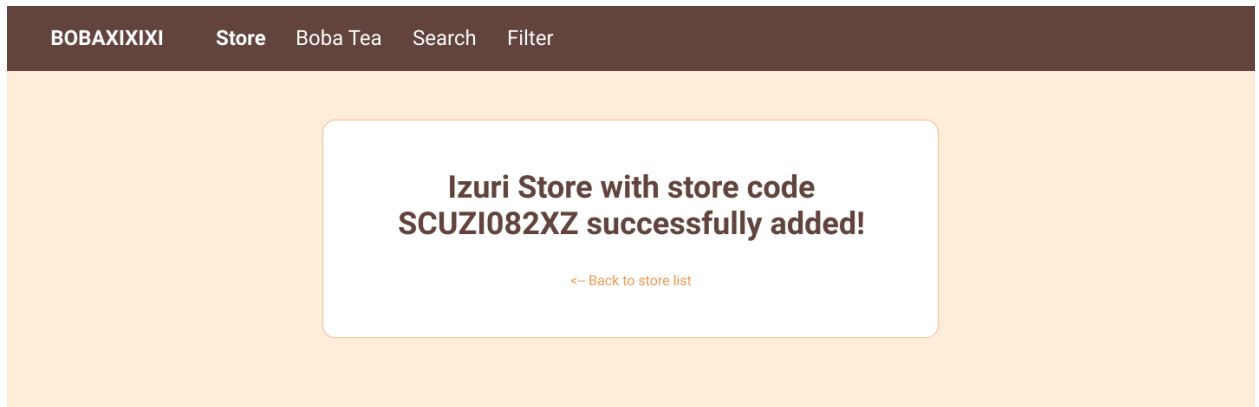 BOBAXIXIXI Store Boba Tea Search Filter
Izuri Store with store code
SCUZI082XZ successfully added!
<-- Back to store list